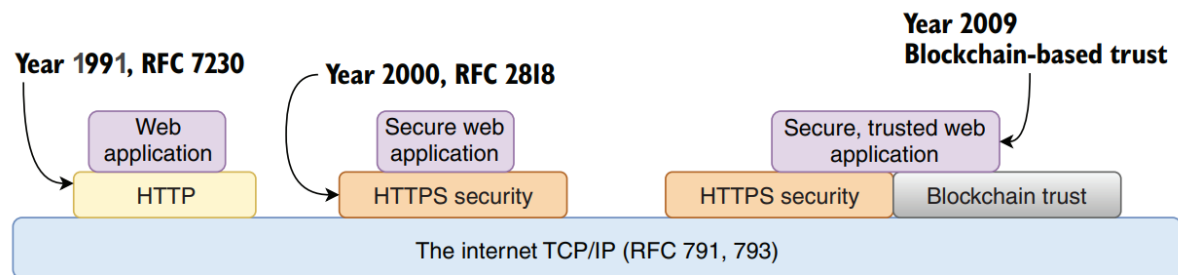 Year 1991, RFC 7230
Year 2000, RFC 2818
Year 2009
Blockchain-based trust
Web
application
Secure web
application
Secure, trusted web
application
HTTP
HTTPS security
HTTPS security
Blockchain trust
The internet TCP/IP (RFC 791, 793)